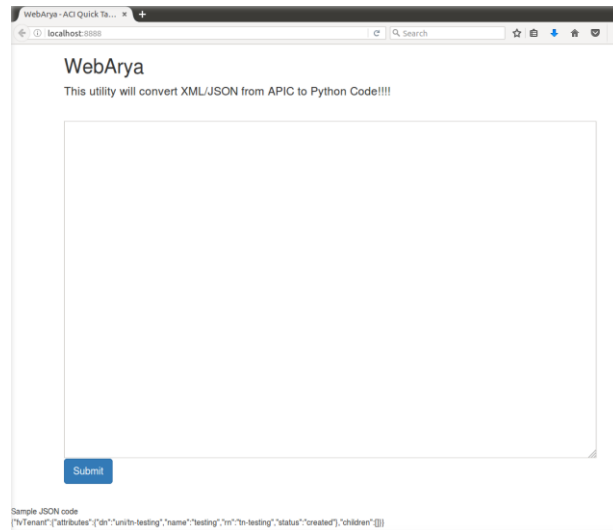 WebArya - ACI Quick Ta...
localhost:8888
Search
WebArya
This utility will convert XML/JSON from APIC to Python Code!!!!
Submit
Sample JSON code
{"fvTenant":{"attributes":{"dn":"uni/tn-testing","name":"testing","rn":"tn-testing","status":"created"},"children":[]}}